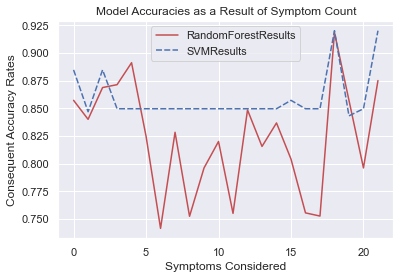 Model Accuracies as a Result of Symptom Count
RandomForestResults
SVMResults
Consequent Accuracy Rates
0.925
0.900
0.875
0.850
0.825
0.800
0.775
0.750
0 5 10 15 20
Symptoms Considered